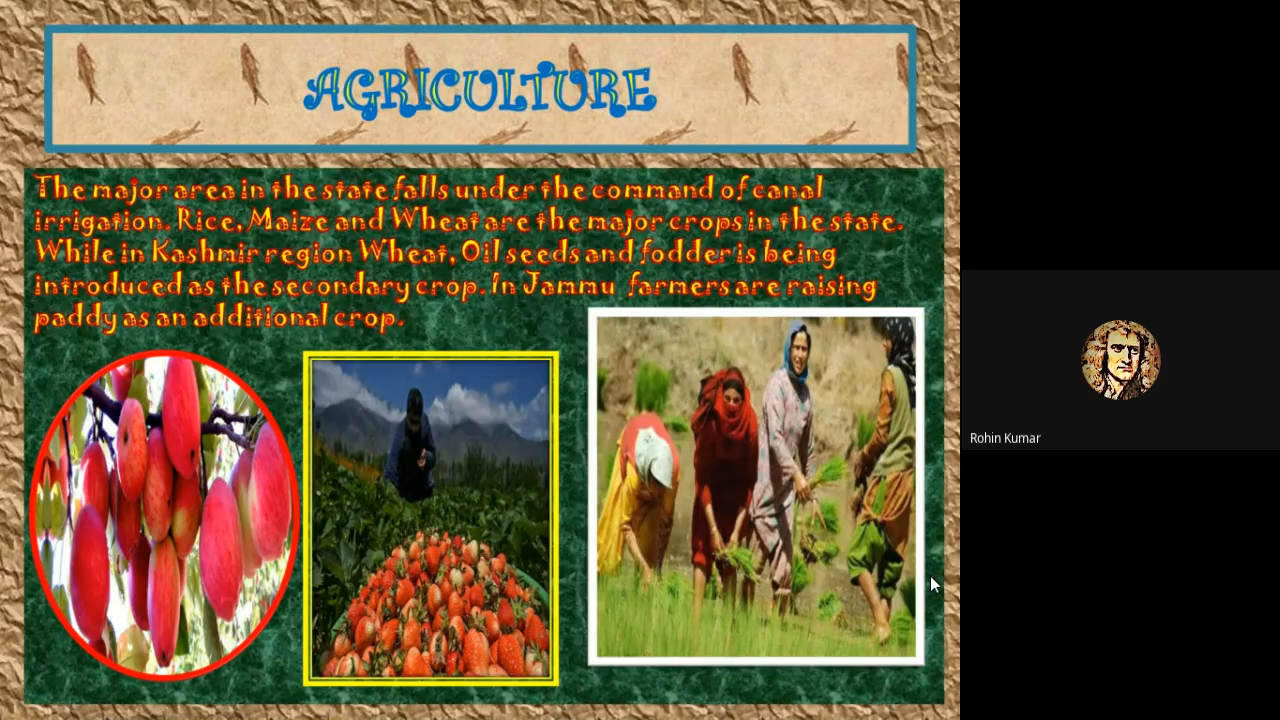 AGRICULTURE
The major area in the state falls under the command of canal
irrigation. Rice, Maize and Wheat are the major crops in the state.
While in Kashmir region Wheat, Oil seeds and fodder is being
introduced as the secondary crop. In Jammu farmers are raising
paddy as an additional crop.
Rohin Kumar